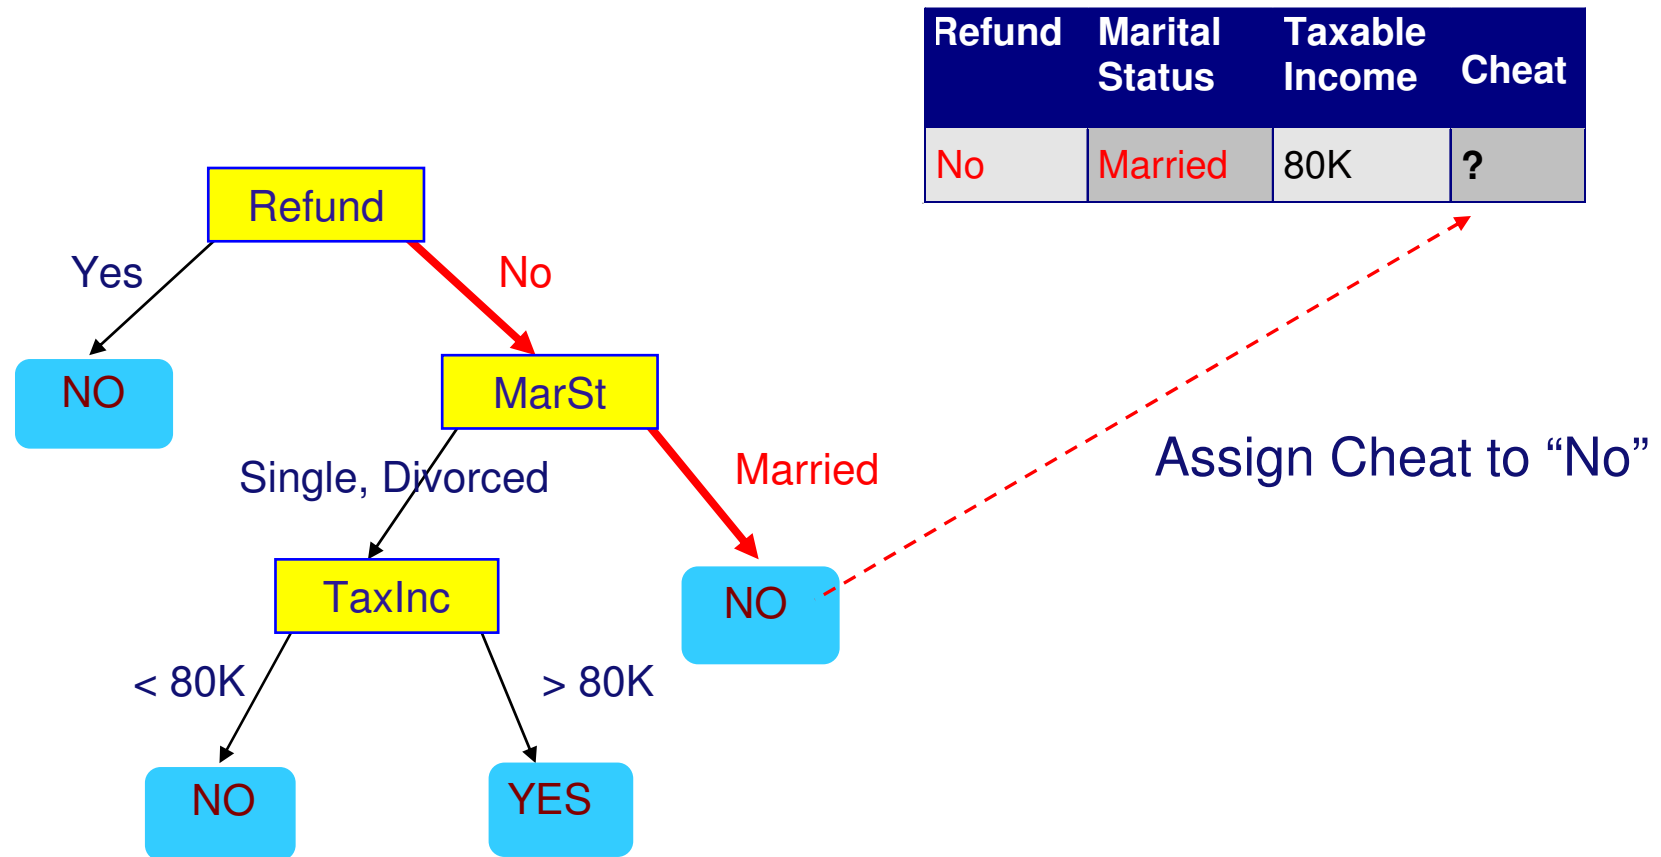 Refund Marital Status Taxable Income Cheat
No Married 80K ?
Refund
Yes
No
NO
MarSt
Single, Divorced
Married
Assign Cheat to “No”
TaxInc
NO
< 80K
> 80K
NO
YES